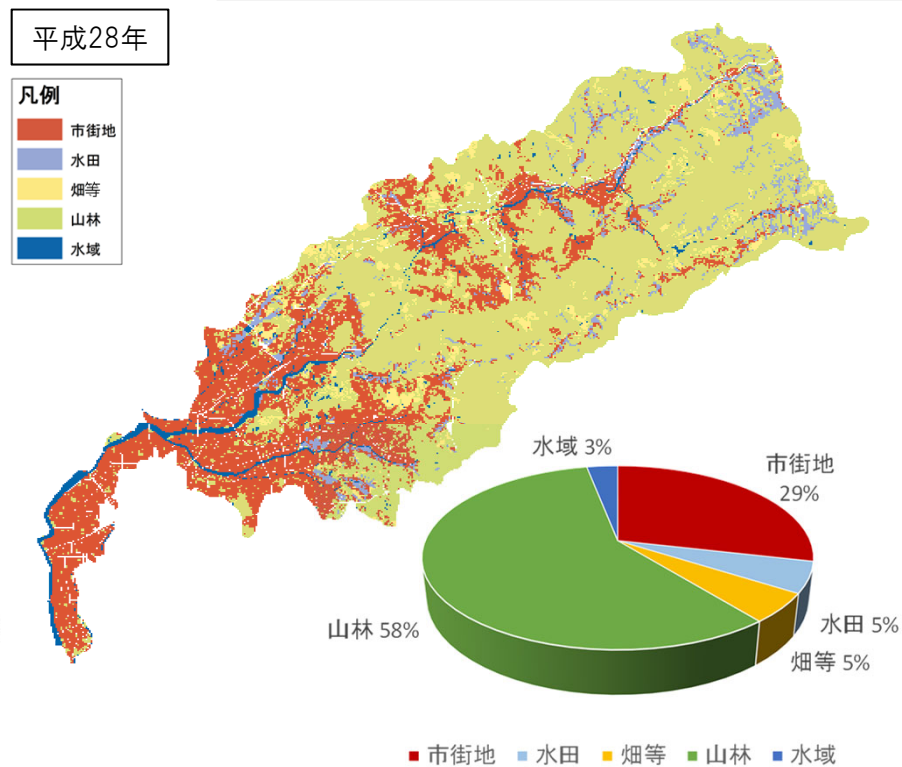 平成28年
凡例
市街地
水田
畑等
山林
水域
水域 3%
市街地
29%
水田 5%
畑等 5%
山林 58%
市街地 水田 畑等 山林 水域